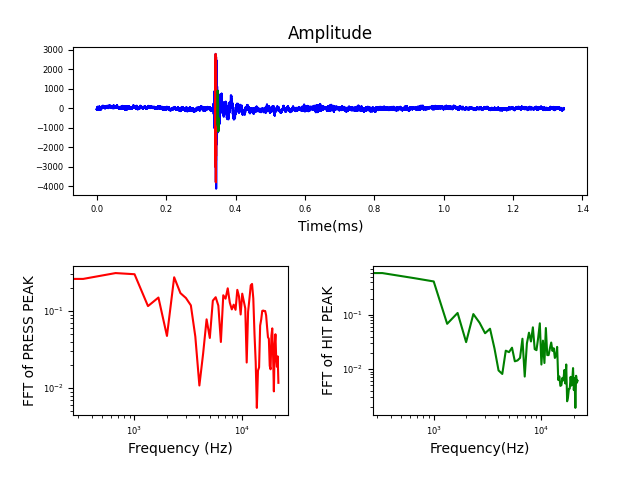 Amplitude
3000
2000
1000
0
−1000
−2000
−3000
−4000
0.0 0.2 0.4 0.6 0.8 1.0 1.2 1.4
Time(ms)
FFT of PRESS PEAK
10⁻¹
10⁻²
10³ 10⁴
Frequency (Hz)
FFT of HIT PEAK
10⁻¹
10⁻²
10³ 10⁴
Frequency(Hz)